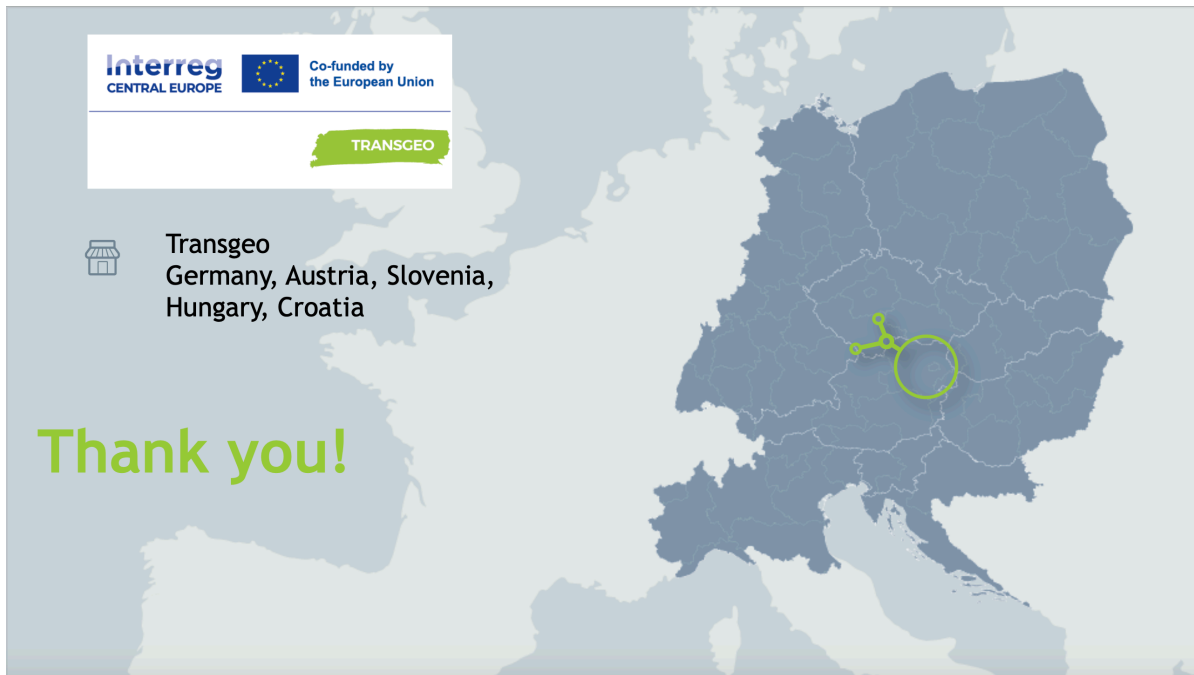 Interreg
CENTRAL EUROPE
Co-funded by
the European Union
TRANSGEO
Transgeo
Germany, Austria, Slovenia,
Hungary, Croatia
Thank you!